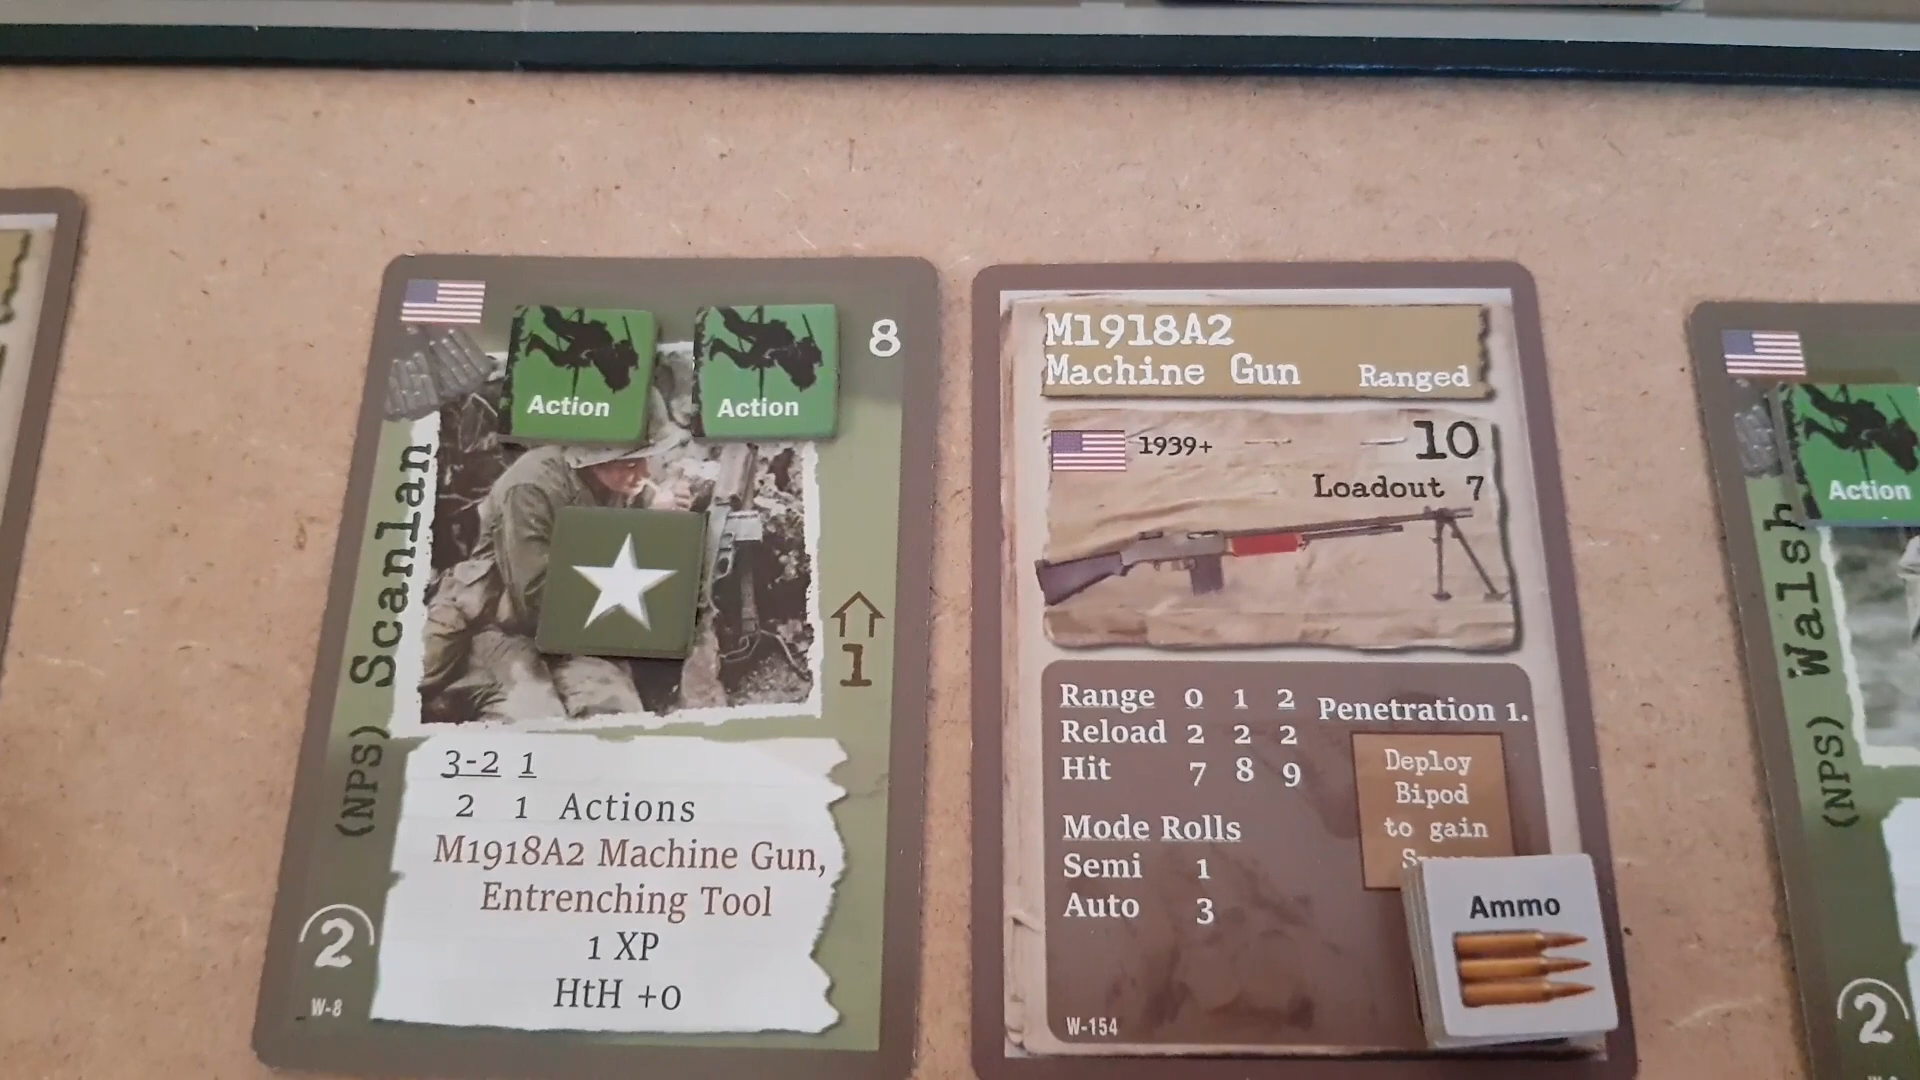 8
Action
Action
(NPS) Scanlan
1
3-2 1
2 1 Actions
M1918A2 Machine Gun,
Entrenching Tool
1 XP
HtH +0
2
W-8
M1918A2
Machine Gun Ranged
1939+ 10
Loadout 7
Range 0 1 2 Penetration 1.
Reload 2 2 2
Hit 7 8 9
Deploy
Bipod
to gain
Mode Rolls
Semi 1
Auto 3
Ammo
W-154
Action
(NPS) Walsh
2